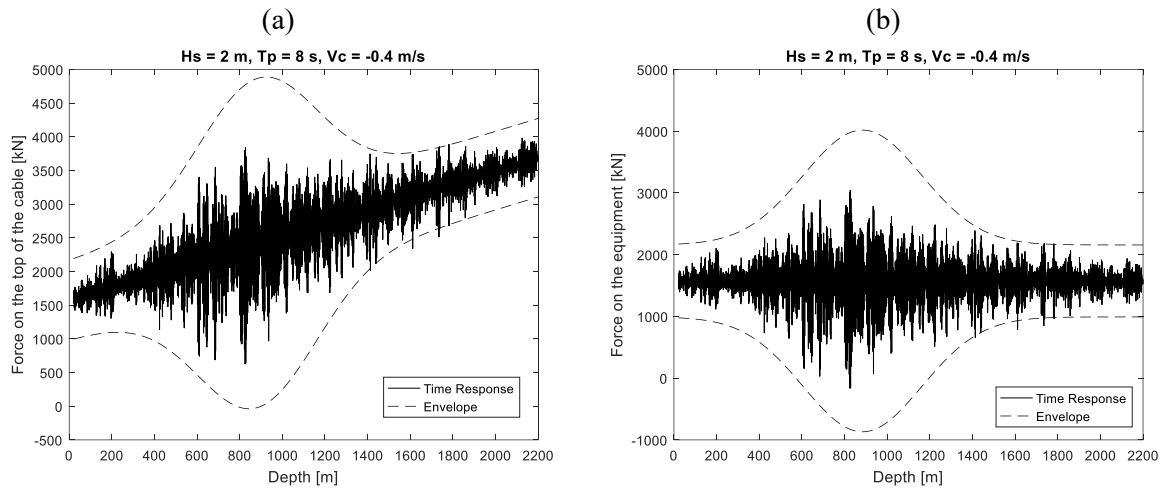 (a)
Hs = 2 m, Tp = 8 s, Vc = -0.4 m/s
Force on the top of the cable [kN]
5000
4500
4000
3500
3000
2500
2000
1500
1000
500
0
-500
0 200 400 600 800 1000 1200 1400 1600 1800 2000 2200
Depth [m]
Time Response
Envelope
(b)
Hs = 2 m, Tp = 8 s, Vc = -0.4 m/s
Force on the equipment [kN]
5000
4000
3000
2000
1000
0
-1000
0 200 400 600 800 1000 1200 1400 1600 1800 2000 2200
Depth [m]
Time Response
Envelope